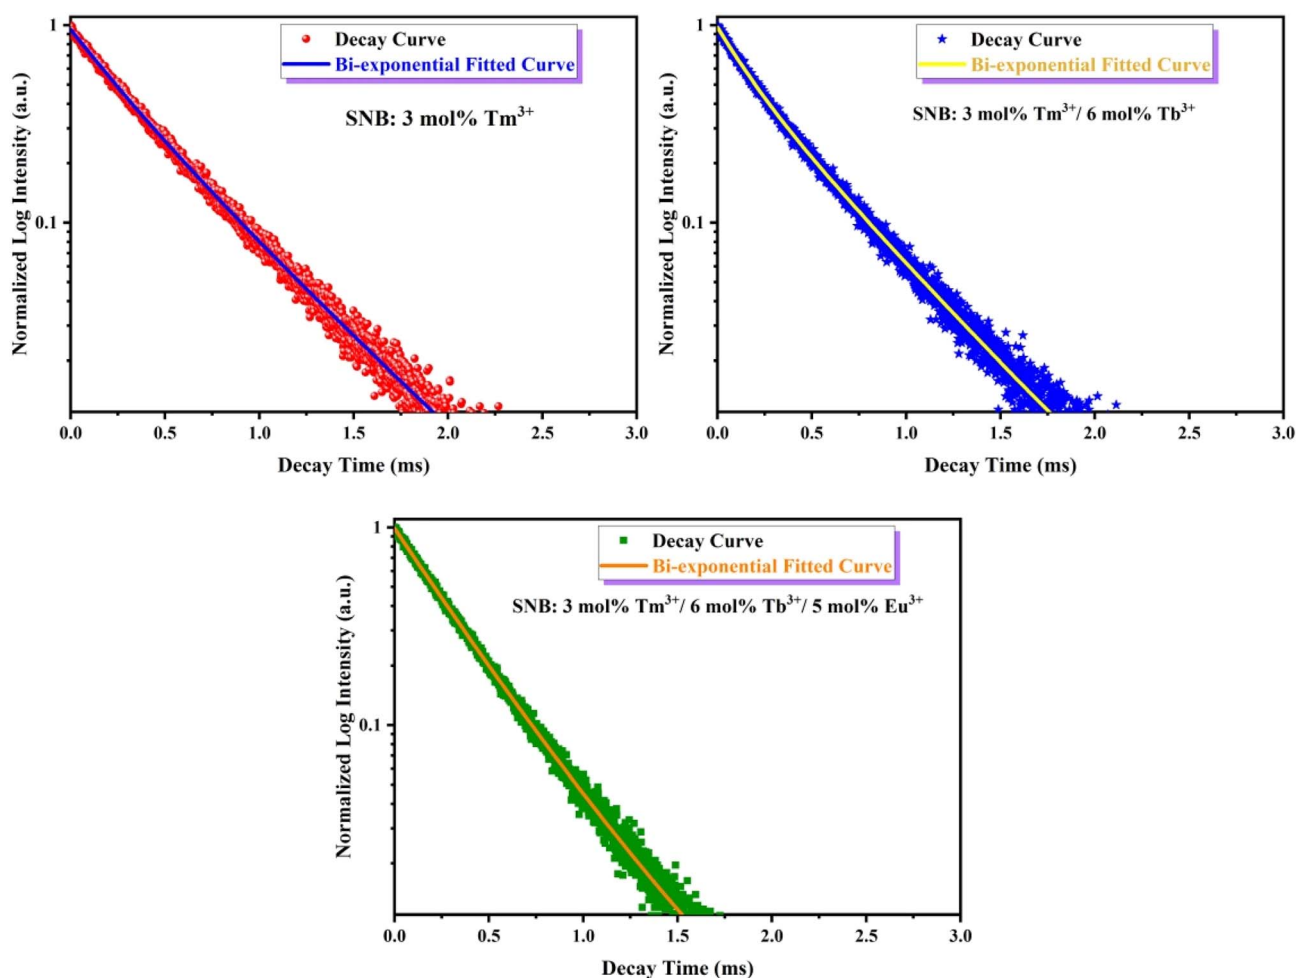 Normalized Log Intensity (a.u.)
1
0.1
Decay Curve
Bi-exponential Fitted Curve
SNB: 3 mol% Tm³⁺
0.0 0.5 1.0 1.5 2.0 2.5 3.0
Decay Time (ms)
Normalized Log Intensity (a.u.)
1
0.1
Decay Curve
Bi-exponential Fitted Curve
SNB: 3 mol% Tm³⁺/ 6 mol% Tb³⁺
0.0 0.5 1.0 1.5 2.0 2.5 3.0
Decay Time (ms)
Normalized Log Intensity (a.u.)
1
0.1
Decay Curve
Bi-exponential Fitted Curve
SNB: 3 mol% Tm³⁺/ 6 mol% Tb³⁺/ 5 mol% Eu³⁺
0.0 0.5 1.0 1.5 2.0 2.5 3.0
Decay Time (ms)